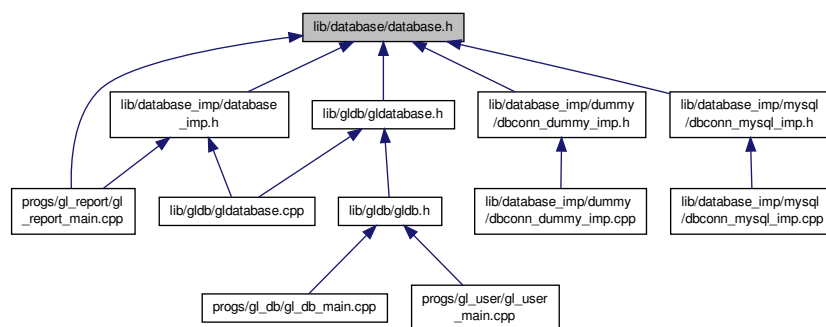 lib/database/database.h
lib/database_imp/database
_imp.h
lib/gldb/gldatabase.h
lib/database_imp/dummy
/dbconn_dummy_imp.h
lib/database_imp/mysql
/dbconn_mysql_imp.h
progs/gl_report/gl
_report_main.cpp
lib/gldb/gldatabase.cpp
lib/gldb/gldb.h
lib/database_imp/dummy
/dbconn_dummy_imp.cpp
lib/database_imp/mysql
/dbconn_mysql_imp.cpp
progs/gl_db/gl_db_main.cpp
progs/gl_user/gl_user
_main.cpp